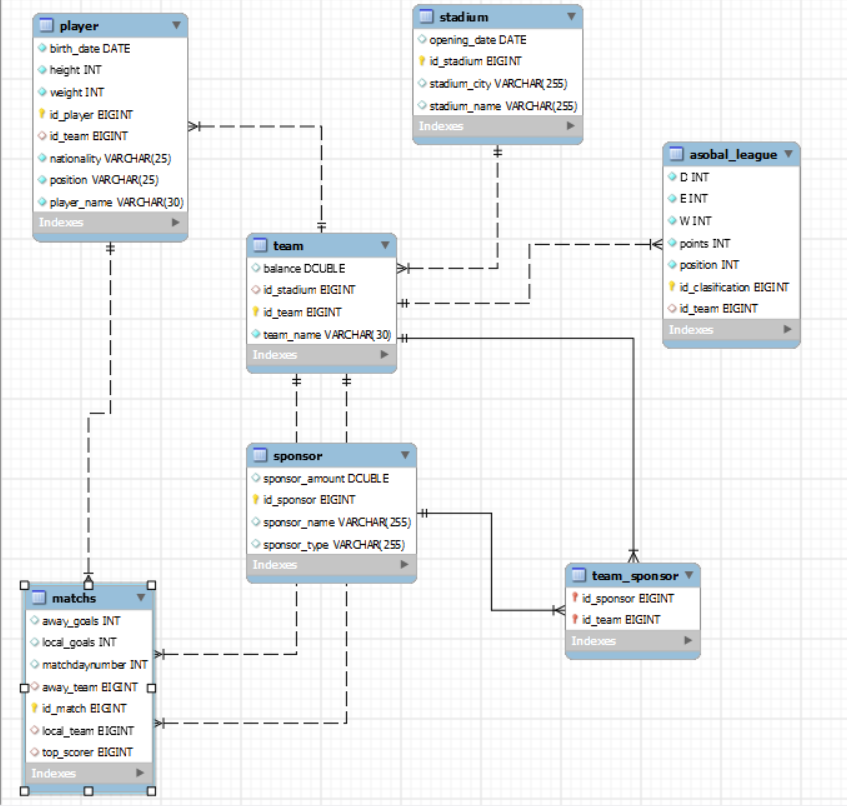 player
birth_date DATE
height INT
weight INT
id_player BIGINT
id_team BIGINT
nationality VARCHAR(25)
position VARCHAR(25)
player_name VARCHAR(30)
Indexes
stadium
opening_date DATE
id_stadium BIGINT
stadium_city VARCHAR(255)
stadium_name VARCHAR(255)
Indexes
asobal_league
D INT
E INT
W INT
points INT
position INT
id_clasification BIGINT
id_team BIGINT
Indexes
team
balance DOUBLE
id_stadium BIGINT
id_team BIGINT
team_name VARCHAR(30)
Indexes
sponsor
sponsor_amount DOUBLE
id_sponsor BIGINT
sponsor_name VARCHAR(255)
sponsor_type VARCHAR(255)
Indexes
team_sponsor
id_sponsor BIGINT
id_team BIGINT
Indexes
matchs
away_goals INT
local_goals INT
matchdaynumber INT
away_team BIGINT
id_match BIGINT
local_team BIGINT
top_scorer BIGINT
Indexes